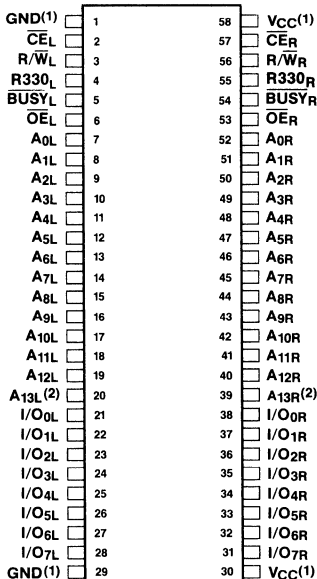 GND(1) 1 58 VCC(1)
CEL 2 57 CER
R/WL 3 56 R/WR
R330L 4 55 R330R
BUSYL 5 54 BUSYR
OEL 6 53 OER
A0L 7 52 A0R
A1L 8 51 A1R
A2L 9 50 A2R
A3L 10 49 A3R
A4L 11 48 A4R
A5L 12 47 A5R
A6L 13 46 A6R
A7L 14 45 A7R
A8L 15 44 A8R
A9L 16 43 A9R
A10L 17 42 A10R
A11L 18 41 A11R
A12L 19 40 A12R
A13L(2) 20 39 A13R(2)
I/O0L 21 38 I/O0R
I/O1L 22 37 I/O1R
I/O2L 23 36 I/O2R
I/O3L 24 35 I/O3R
I/O4L 25 34 I/O4R
I/O5L 26 33 I/O5R
I/O6L 27 32 I/O6R
I/O7L 28 31 I/O7R
GND(1) 29 30 VCC(1)